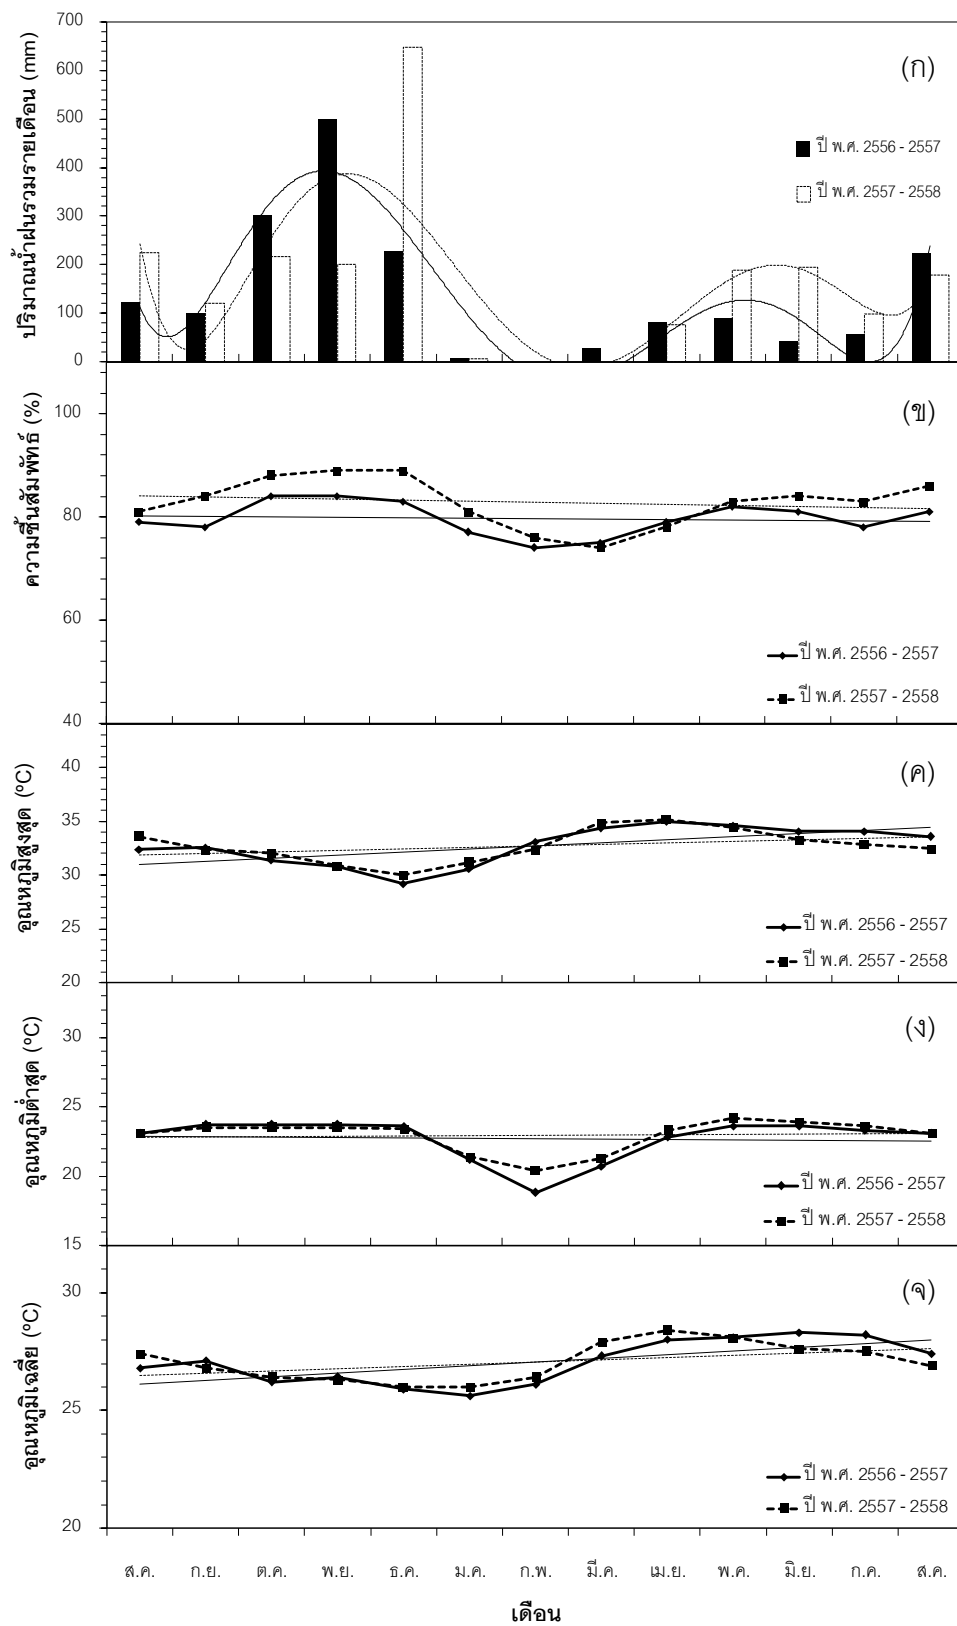 ปริมาณน้ำฝนรวมรายเดือน (mm)
700
600
500
400
300
200
100
0
(ก)
ปี พ.ศ. 2556 - 2557
ปี พ.ศ. 2557 - 2558
ความชื้นสัมพัทธ์ (%)
100
80
60
40
(ข)
ปี พ.ศ. 2556 - 2557
ปี พ.ศ. 2557 - 2558
อุณหภูมิสูงสุด (ºC)
40
35
30
25
20
(ค)
ปี พ.ศ. 2556 - 2557
ปี พ.ศ. 2557 - 2558
อุณหภูมิต่ำสุด (ºC)
30
25
20
15
(ง)
ปี พ.ศ. 2556 - 2557
ปี พ.ศ. 2557 - 2558
อุณหภูมิเฉลี่ย (ºC)
30
25
20
(จ)
ปี พ.ศ. 2556 - 2557
ปี พ.ศ. 2557 - 2558
ส.ค. ก.ย. ต.ค. พ.ย. ธ.ค. ม.ค. ก.พ. มี.ค. เม.ย. พ.ค. มิ.ย. ก.ค. ส.ค.
เดือน